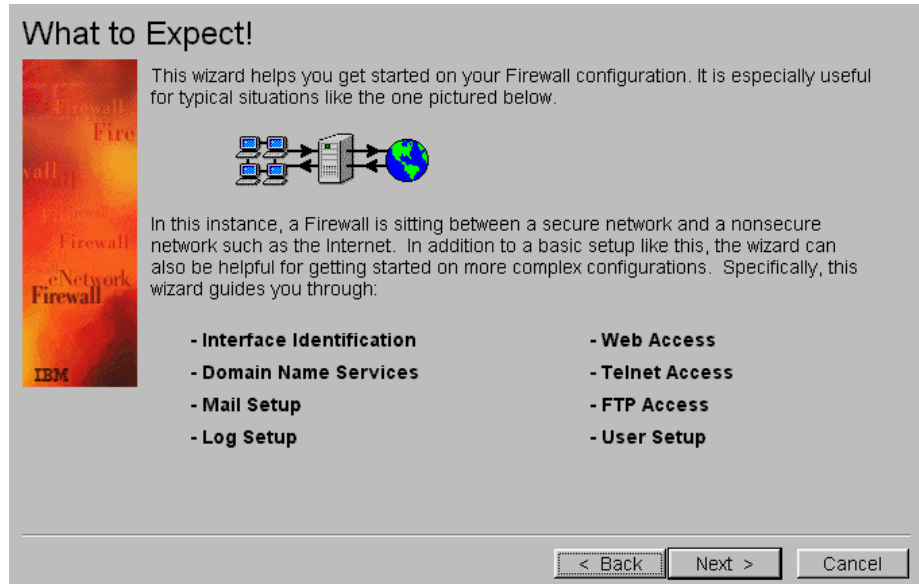 What to Expect!
This wizard helps you get started on your Firewall configuration. It is especially useful
for typical situations like the one pictured below.
In this instance, a Firewall is sitting between a secure network and a nonsecure
network such as the Internet.  In addition to a basic setup like this, the wizard can
also be helpful for getting started on more complex configurations.  Specifically, this
wizard guides you through:
- Interface Identification
- Domain Name Services
- Mail Setup
- Log Setup
- Web Access
- Telnet Access
- FTP Access
- User Setup
Firewall
Fire
wall
Firewall
eNetwork
Firewall
IBM
< Back
Next >
Cancel